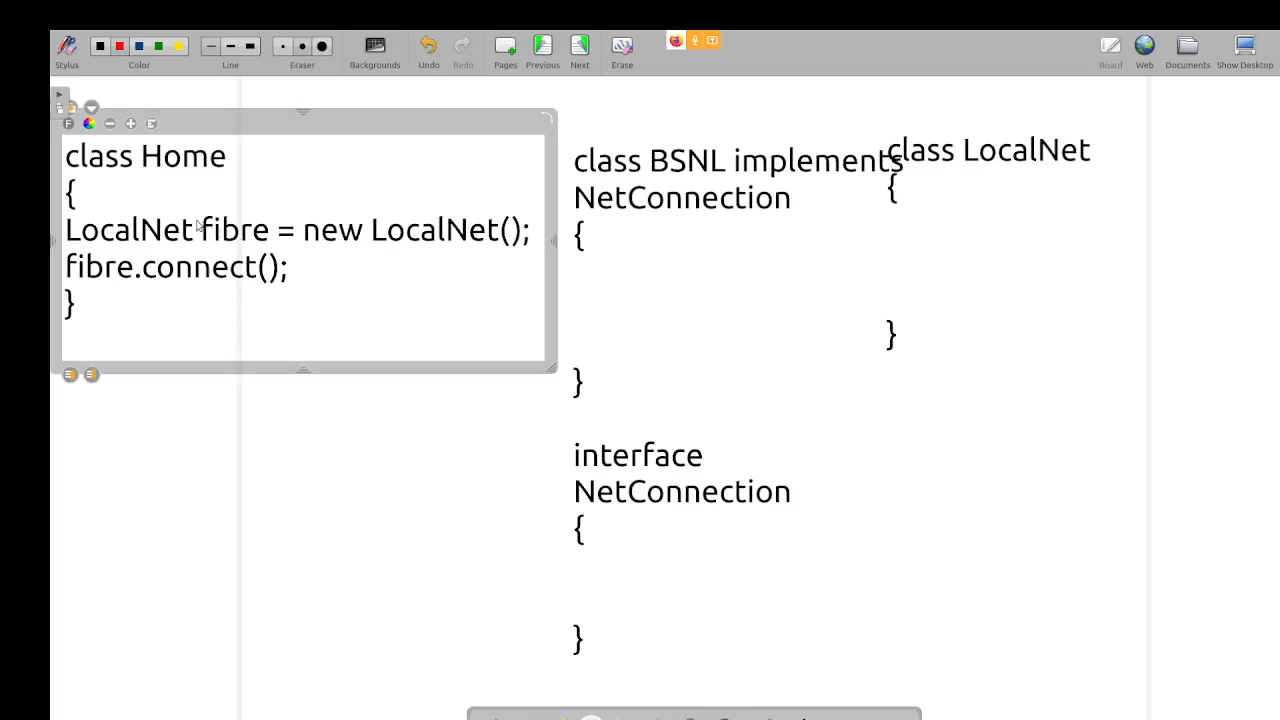 Stylus
Color
Line
Eraser
Backgrounds
Undo
Redo
Pages
Previous
Next
Erase
Board
Web
Documents
Show Desktop
class Home
{
LocalNet fibre = new LocalNet();
fibre.connect();
}
class BSNL implements
NetConnection
{
}
class LocalNet
{
}
interface
NetConnection
{
}